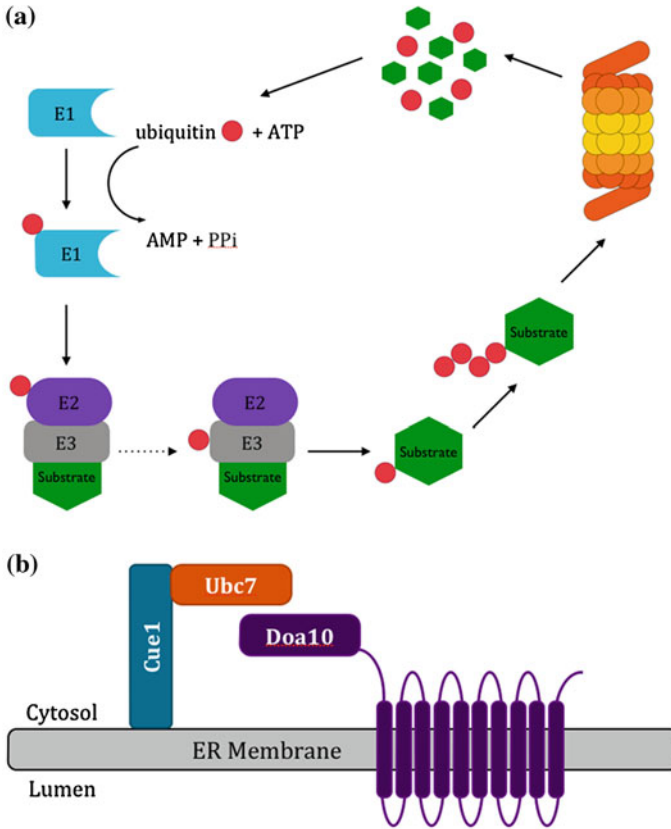 (a)
E1
ubiquitin + ATP
E1
AMP + PPi
E2
E3
Substrate
E2
E3
Substrate
Substrate
Substrate
(b)
Ubc7
Cue1
Doa10
Cytosol
ER Membrane
Lumen